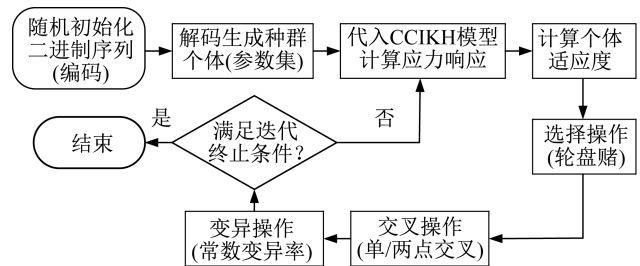 随机初始化
二进制序列
(编码)
解码生成种群
个体(参数集)
代入CCIKH模型
计算应力响应
计算个体
适应度
选择操作
(轮盘赌)
交叉操作
(单/两点交叉)
变异操作
(常数变异率)
满足迭代
终止条件？
是
否
结束